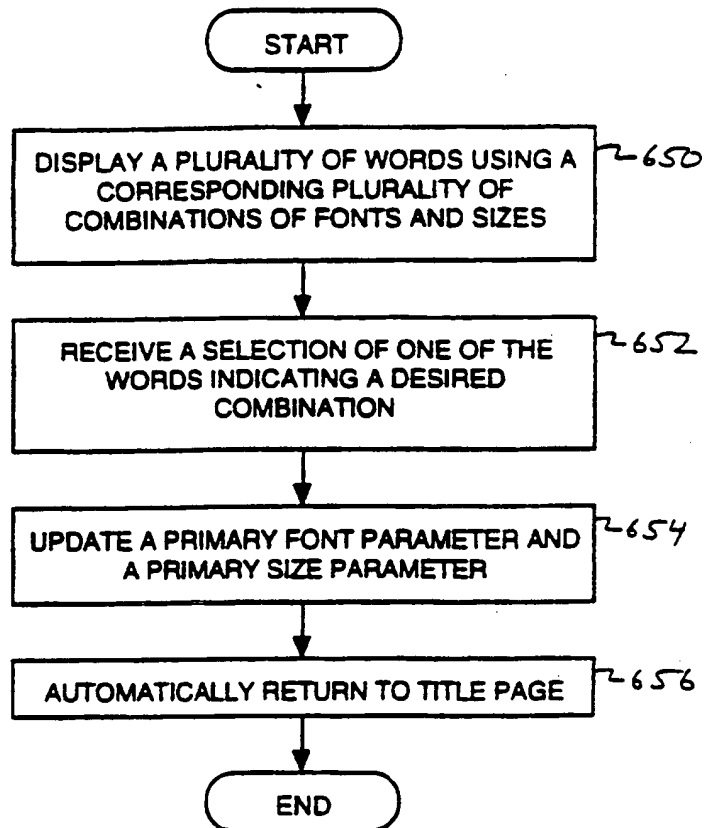 START
DISPLAY A PLURALITY OF WORDS USING A
CORRESPONDING PLURALITY OF
COMBINATIONS OF FONTS AND SIZES
650
RECEIVE A SELECTION OF ONE OF THE
WORDS INDICATING A DESIRED
COMBINATION
652
UPDATE A PRIMARY FONT PARAMETER AND
A PRIMARY SIZE PARAMETER
654
AUTOMATICALLY RETURN TO TITLE PAGE
656
END